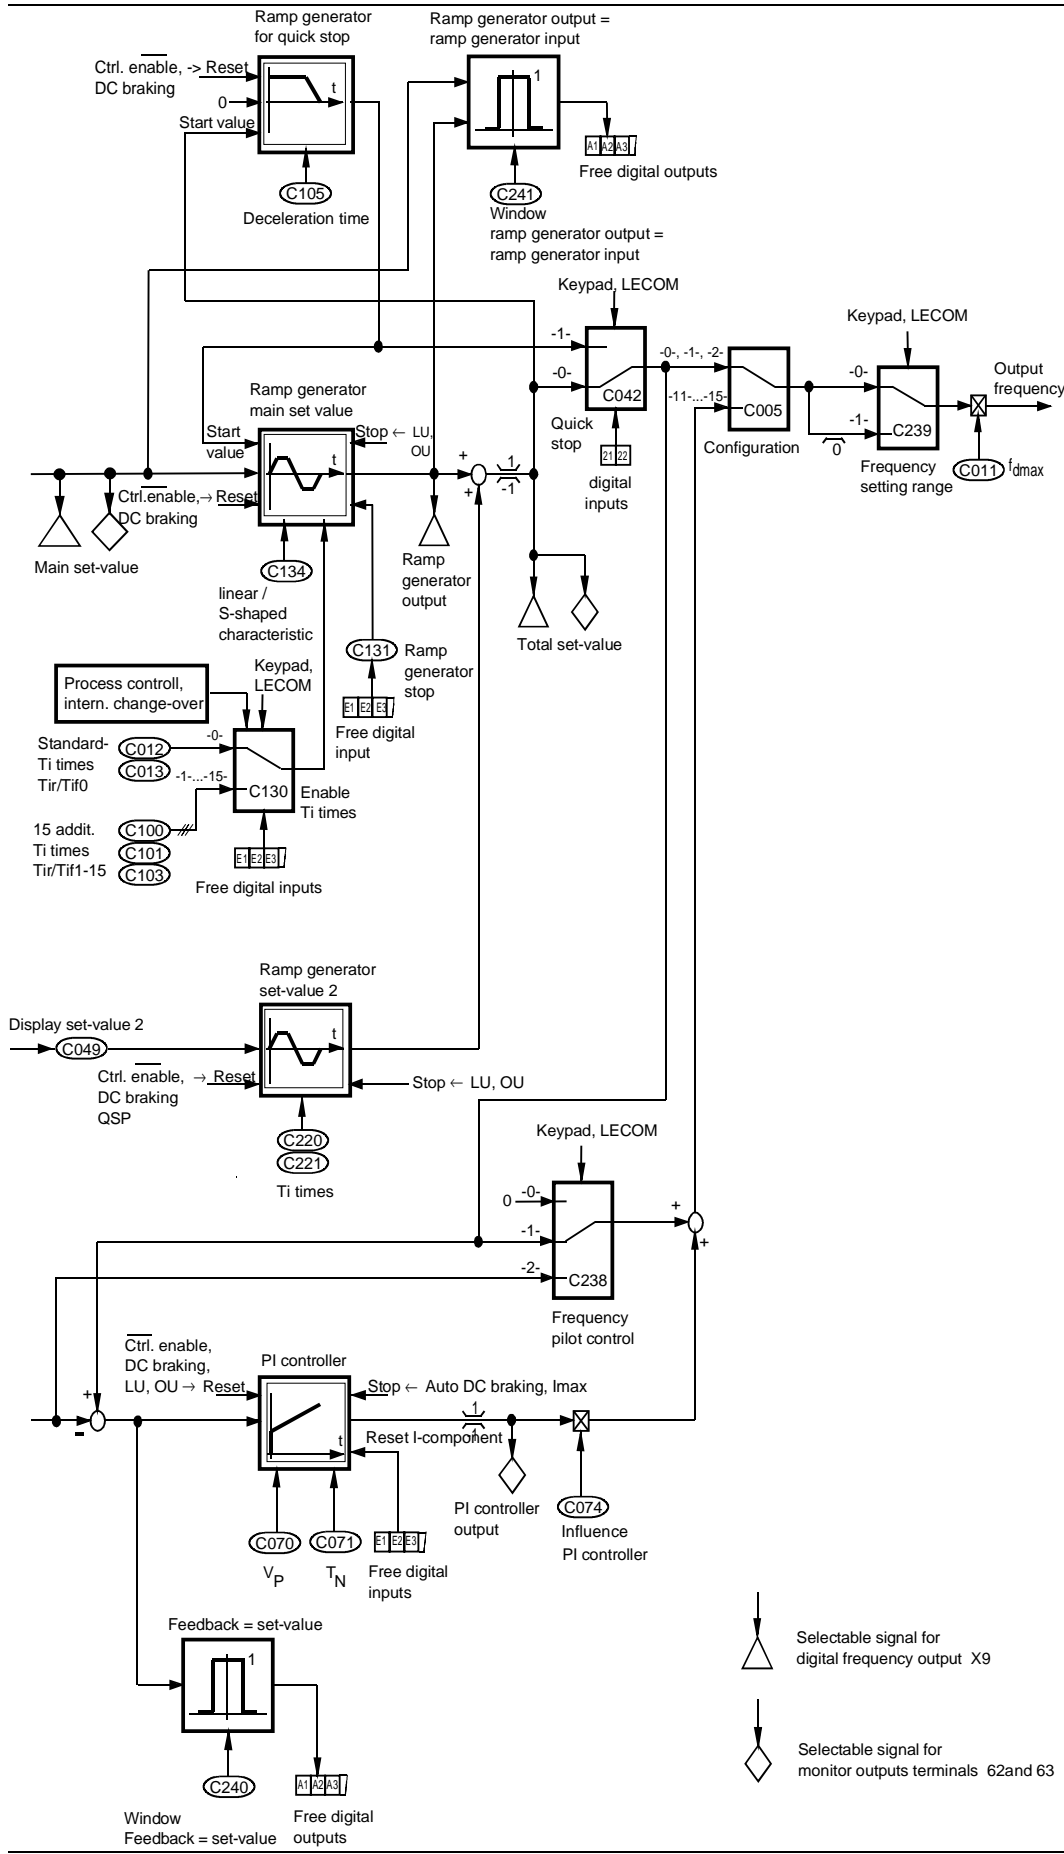 Ramp generator
for quick stop
Ramp generator output =
ramp generator input
Ctrl. enable, -> Reset
DC braking
0
Start value
t
1
C105
Deceleration time
A1 A2 A3
Free digital outputs
C241
Window
ramp generator output =
ramp generator input
Keypad, LECOM
-1-
-0-
C042
Quick
stop
21 22
digital
inputs
-0-, -1-, -2-
-11-...-15-
C005
Configuration
Keypad, LECOM
-0-
-1-
0
C239
Frequency
setting range
Output
frequency
C011
fdmax
Ramp generator
main set value
Start
value
Stop ← LU,
OU
t
Ctrl.enable,→ Reset
DC braking
Main set-value
C134
linear /
S-shaped
characteristic
+
+
1
-1
Ramp
generator
output
Total set-value
C131
Ramp
generator
stop
E1 E2 E3
Free digital
input
Process controll,
intern. change-over
Keypad,
LECOM
Standard-
Ti times
Tir/Tif0
C012
C013
-0-
-1-...-15-
C130
Enable
Ti times
15 addit.
Ti times
Tir/Tif1-15
C100
C101
C103
E1 E2 E3
Free digital inputs
Ramp generator
set-value 2
Display set-value 2
C049
t
Ctrl. enable, → Reset
DC braking
QSP
Stop ← LU, OU
C220
C221
Ti times
Keypad, LECOM
0
-0-
-1-
-2-
C238
Frequency
pilot control
+
+
Ctrl. enable,
DC braking,
LU, OU → Reset
PI controller
Stop ← Auto DC braking, Imax
+
-
t
1
-1
Reset I-component
C070
VP
C071
TN
E1 E2 E3
Free digital
inputs
PI controller
output
C074
Influence
PI controller
Feedback = set-value
1
C240
Window
Feedback = set-value
A1 A2 A3
Free digital
outputs
Selectable signal for
digital frequency output X9
Selectable signal for
monitor outputs terminals 62and 63